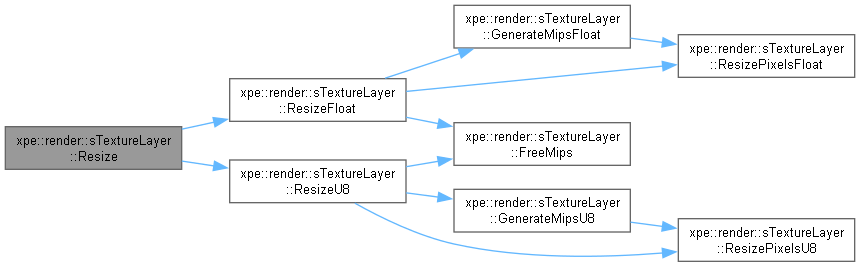 xpe::render::sTextureLayer
::Resize
xpe::render::sTextureLayer
::ResizeFloat
xpe::render::sTextureLayer
::ResizeU8
xpe::render::sTextureLayer
::GenerateMipsFloat
xpe::render::sTextureLayer
::FreeMips
xpe::render::sTextureLayer
::GenerateMipsU8
xpe::render::sTextureLayer
::ResizePixelsFloat
xpe::render::sTextureLayer
::ResizePixelsU8